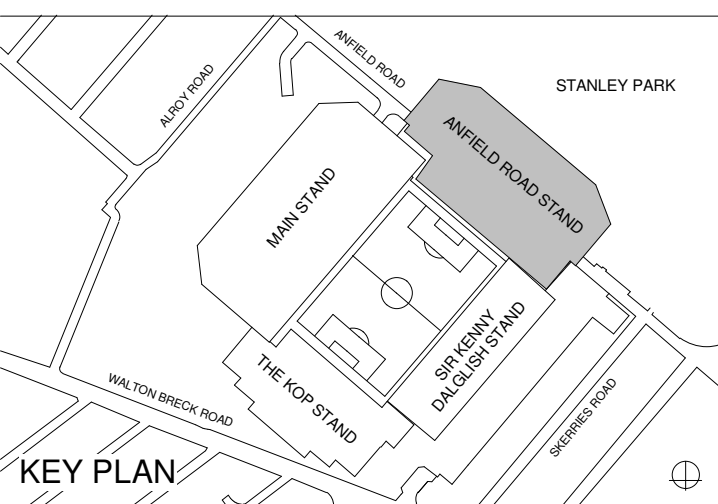 ANFIELD ROAD
STANLEY PARK
ALROY ROAD
ANFIELD ROAD STAND
MAIN STAND
SIR KENNY
DALGLISH STAND
THE KOP STAND
WALTON BRECK ROAD
SKERRIES ROAD
KEY PLAN